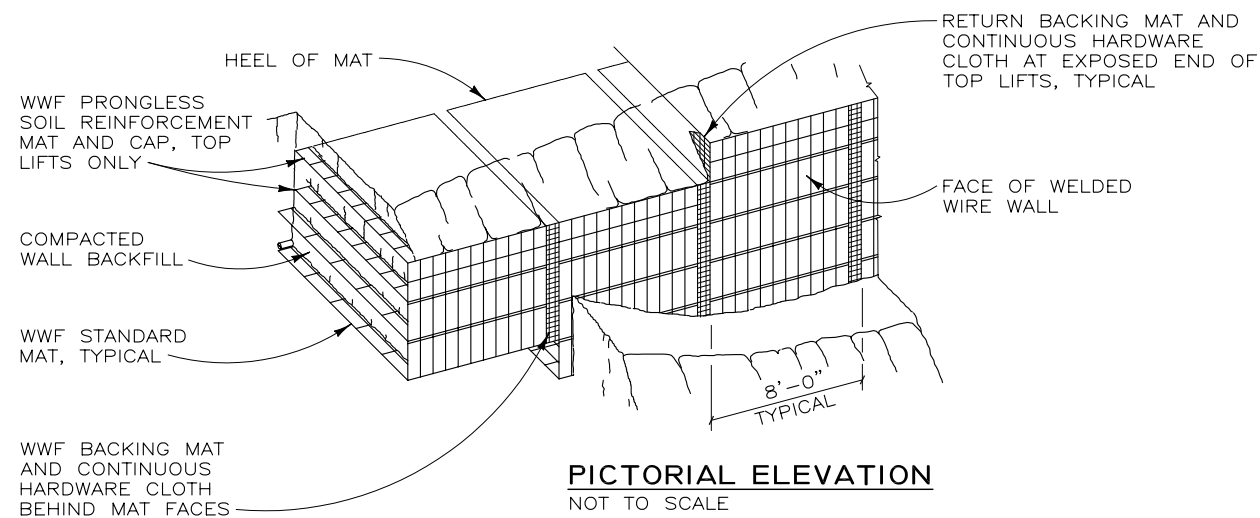 RETURN BACKING MAT AND
CONTINUOUS HARDWARE
CLOTH AT EXPOSED END OF
TOP LIFTS, TYPICAL
HEEL OF MAT
WWF PRONGLESS
SOIL REINFORCEMENT
MAT AND CAP, TOP
LIFTS ONLY
FACE OF WELDED
WIRE WALL
COMPACTED
WALL BACKFILL
WWF STANDARD
MAT, TYPICAL
8'-0"
TYPICAL
WWF BACKING MAT
AND CONTINUOUS
HARDWARE CLOTH
BEHIND MAT FACES
PICTORIAL ELEVATION
NOT TO SCALE